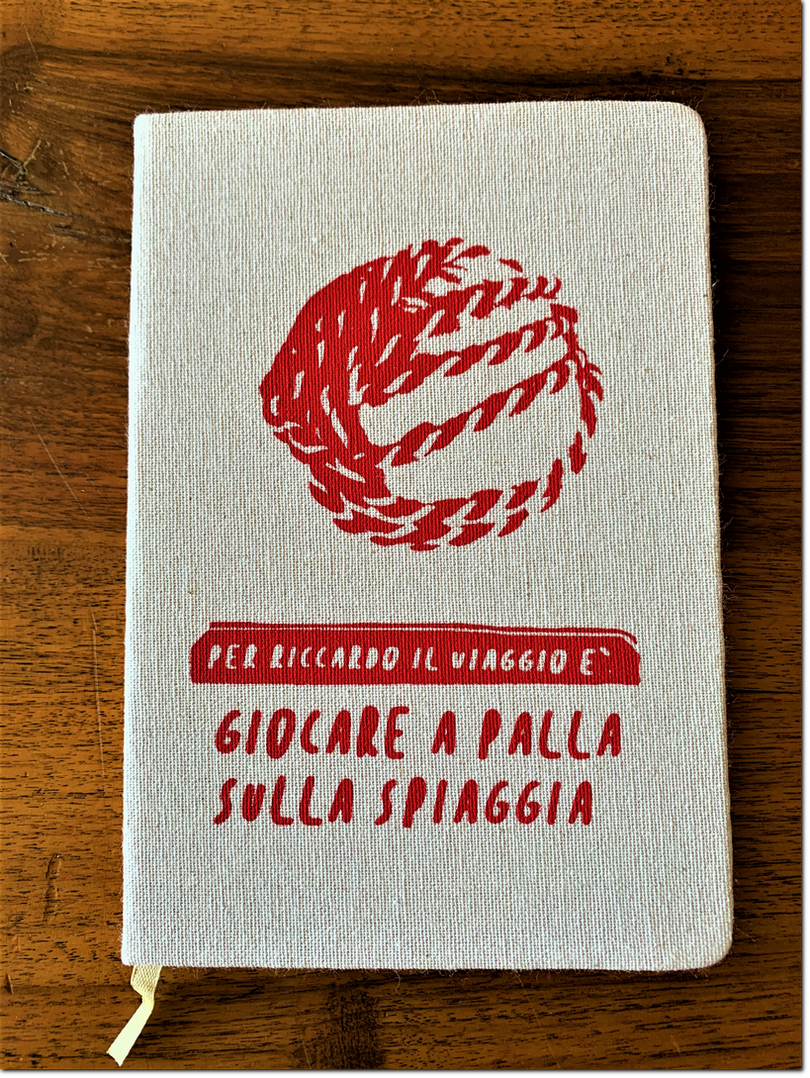 PER RICCARDO IL VIAGGIO E`
GIOCARE A PALLA
SULLA SPIAGGIA